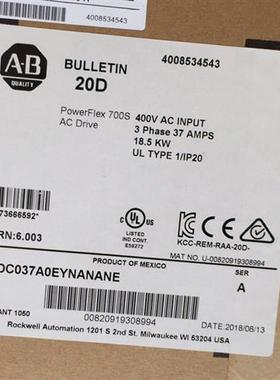 4008534543
A-B
QUALITY
BULLETIN
20D
PowerFlex 700S
AC Drive
400V AC INPUT
3 Phase 37 AMPS
18.5 KW
UL TYPE 1/IP20
73666592*
RN:6.003
C UL US
LISTED
IND CONT EQ
E59272
CE
KCC-REM-RAA-20D-
MAT NO. U-00820919308994
PRODUCT OF MEXICO
SER
DC037A0EYNANANE
A
00820919308994
ANT 1050
DATE:2018/08/13
Rockwell Automation 1201 S 2nd St. Milwaukee WI 53204 USA